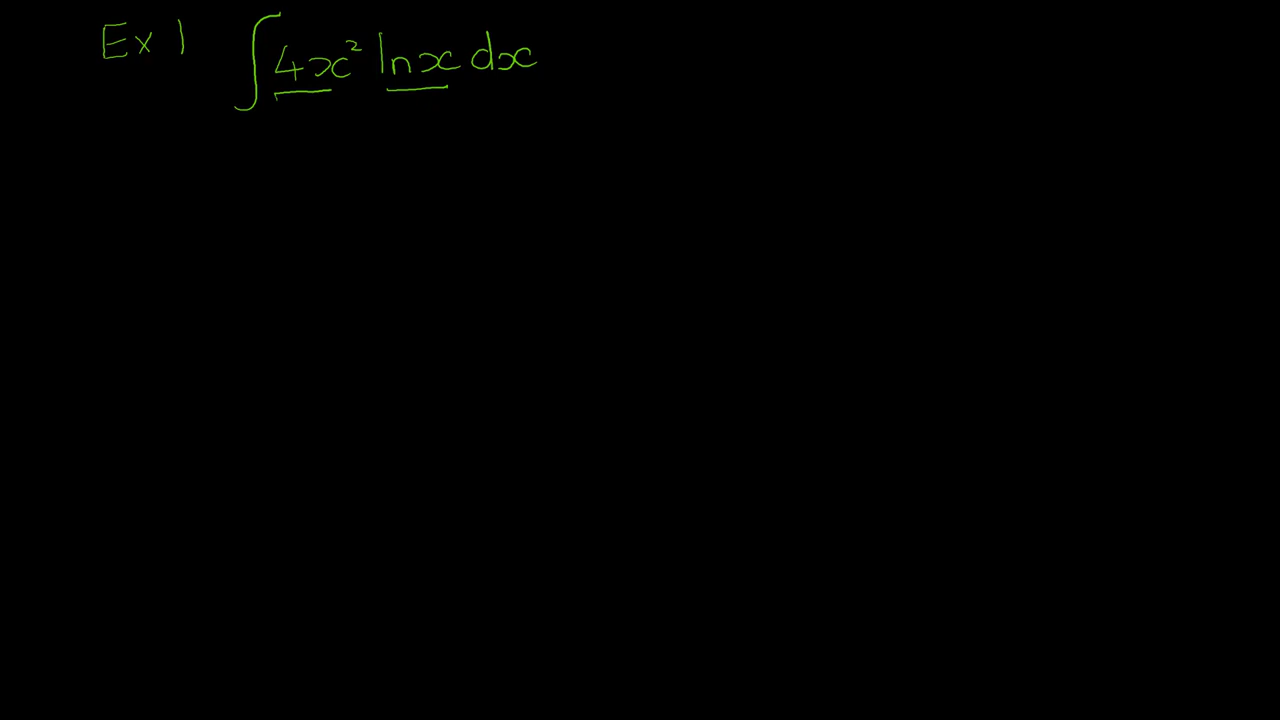 Ex 1 ∫ 4x² ln x dx